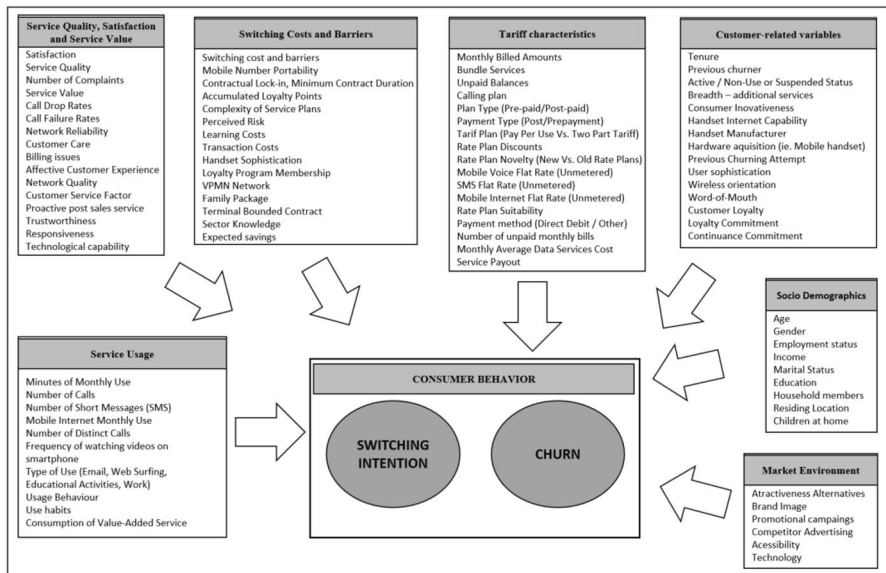 Service Quality, Satisfaction
and Service Value
Satisfaction
Service Quality
Number of Complaints
Service Value
Call Drop Rates
Call Failure Rates
Network Reliability
Customer Care
Billing issues
Affective Customer Experience
Network Quality
Customer Service Factor
Proactive post sales service
Trustworthiness
Responsiveness
Technological capability
Switching Costs and Barriers
Switching cost and barriers
Mobile Number Portability
Contractual Lock-in, Minimum Contract Duration
Accumulated Loyalty Points
Complexity of Service Plans
Perceived Risk
Learning Costs
Transaction Costs
Handset Sophistication
Loyalty Program Membership
VPMN Network
Family Package
Terminal Bounded Contract
Sector Knowledge
Expected savings
Tariff characteristics
Monthly Billed Amounts
Bundle Services
Unpaid Balances
Calling plan
Plan Type (Pre-paid/Post-paid)
Payment Type (Post/Prepayment)
Tarif Plan (Pay Per Use Vs. Two Part Tariff)
Rate Plan Discounts
Rate Plan Novelty (New Vs. Old Rate Plans)
Mobile Voice Flat Rate (Unmetered)
SMS Flat Rate (Unmetered)
Mobile Internet Flat Rate (Unmetered)
Rate Plan Suitability
Payment method (Direct Debit / Other)
Number of unpaid monthly bills
Monthly Average Data Services Cost
Service Payout
Customer-related variables
Tenure
Previous churner
Active / Non-Use or Suspended Status
Breadth – additional services
Consumer Inovativeness
Handset Internet Capability
Handset Manufacturer
Hardware aquisition (ie. Mobile handset)
Previous Churning Attempt
User sophistication
Wireless orientation
Word-of-Mouth
Customer Loyalty
Loyalty Commitment
Continuance Commitment
Socio Demographics
Age
Gender
Employment status
Income
Marital Status
Education
Household members
Residing Location
Children at home
Service Usage
Minutes of Monthly Use
Number of Calls
Number of Short Messages (SMS)
Mobile Internet Monthly Use
Number of Distinct Calls
Frequency of watching videos on
smartphone
Type of Use (Email, Web Surfing,
Educational Activities, Work)
Usage Behaviour
Use habits
Consumption of Value-Added Service
CONSUMER BEHAVIOR
SWITCHING
INTENTION
CHURN
Market Environment
Atractiveness Alternatives
Brand Image
Promotional campaings
Competitor Advertising
Acessibility
Technology